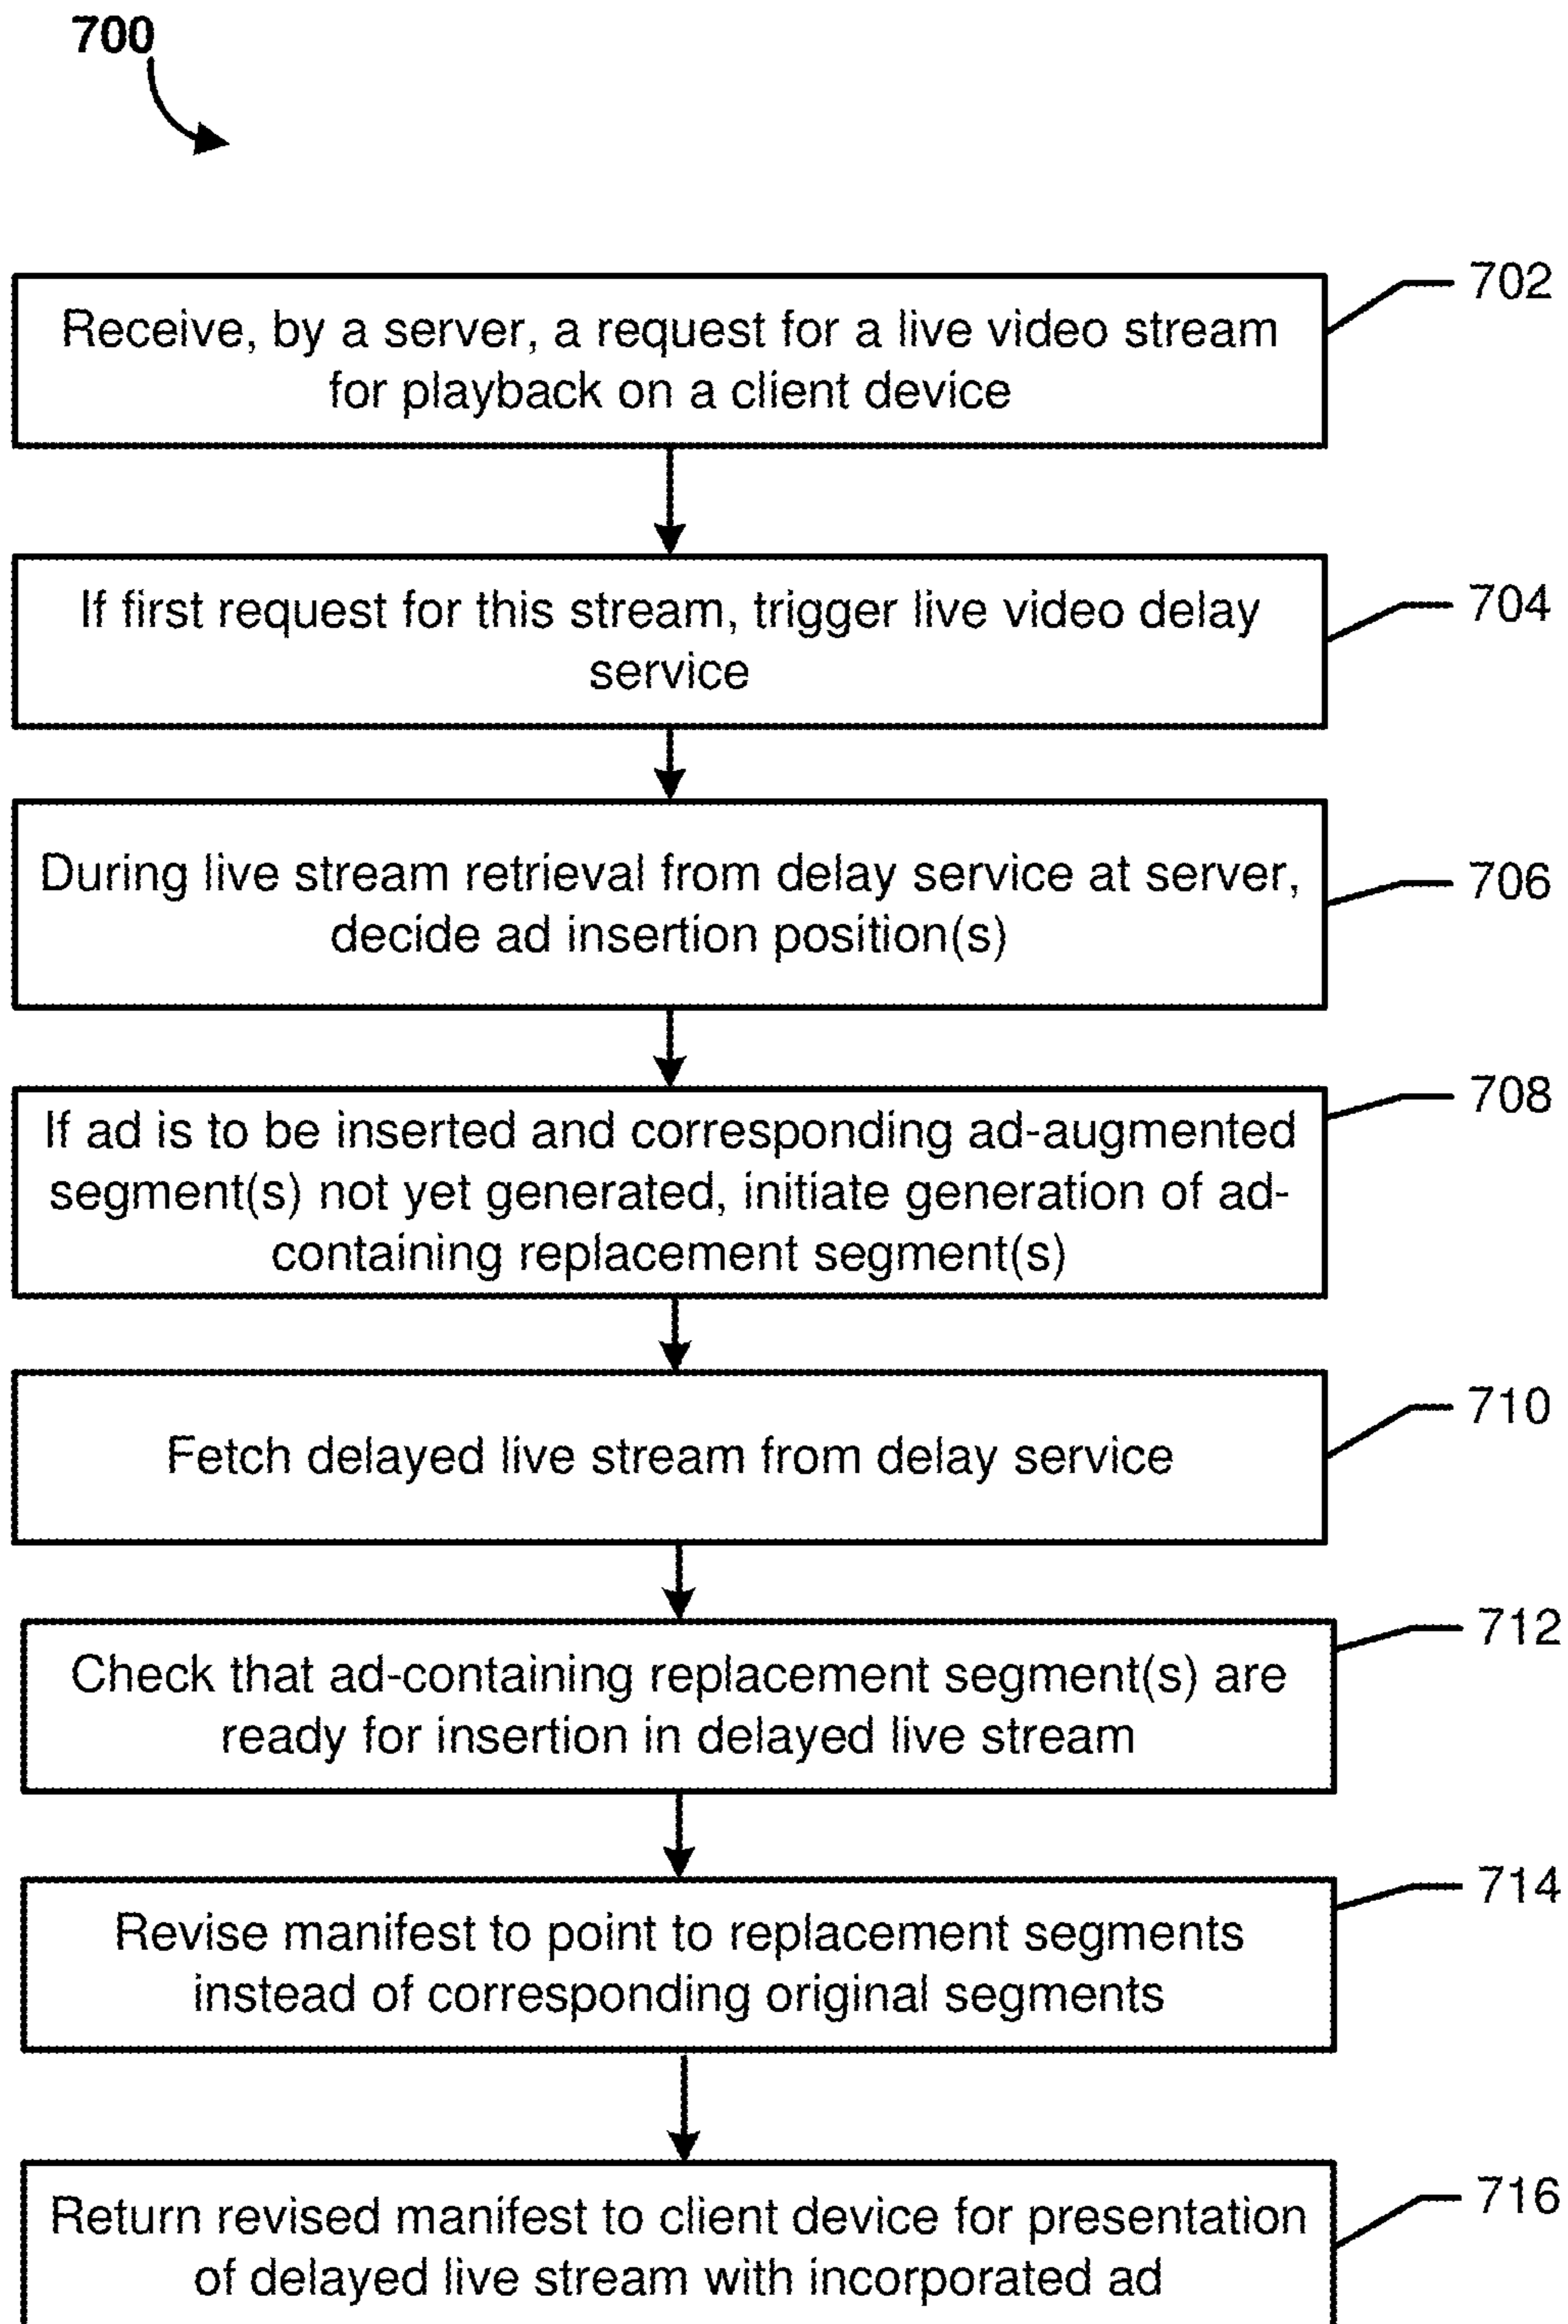 700
Receive, by a server, a request for a live video stream
for playback on a client device
702
If first request for this stream, trigger live video delay
service
704
During live stream retrieval from delay service at server,
decide ad insertion position(s)
706
If ad is to be inserted and corresponding ad-augmented
segment(s) not yet generated, initiate generation of ad-
containing replacement segment(s)
708
Fetch delayed live stream from delay service
710
Check that ad-containing replacement segment(s) are
ready for insertion in delayed live stream
712
Revise manifest to point to replacement segments
instead of corresponding original segments
714
Return revised manifest to client device for presentation
of delayed live stream with incorporated ad
716